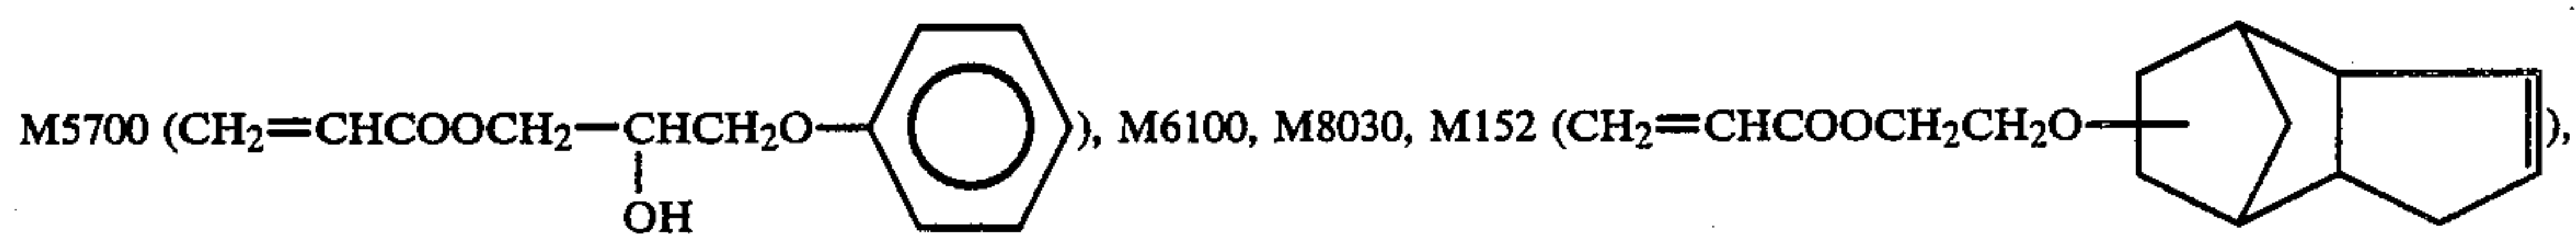 M5700 (CH₂=CHCOOCH₂—CHCH₂O— ), M6100, M8030, M152 (CH₂=CHCOOCH₂CH₂O— ),
OH